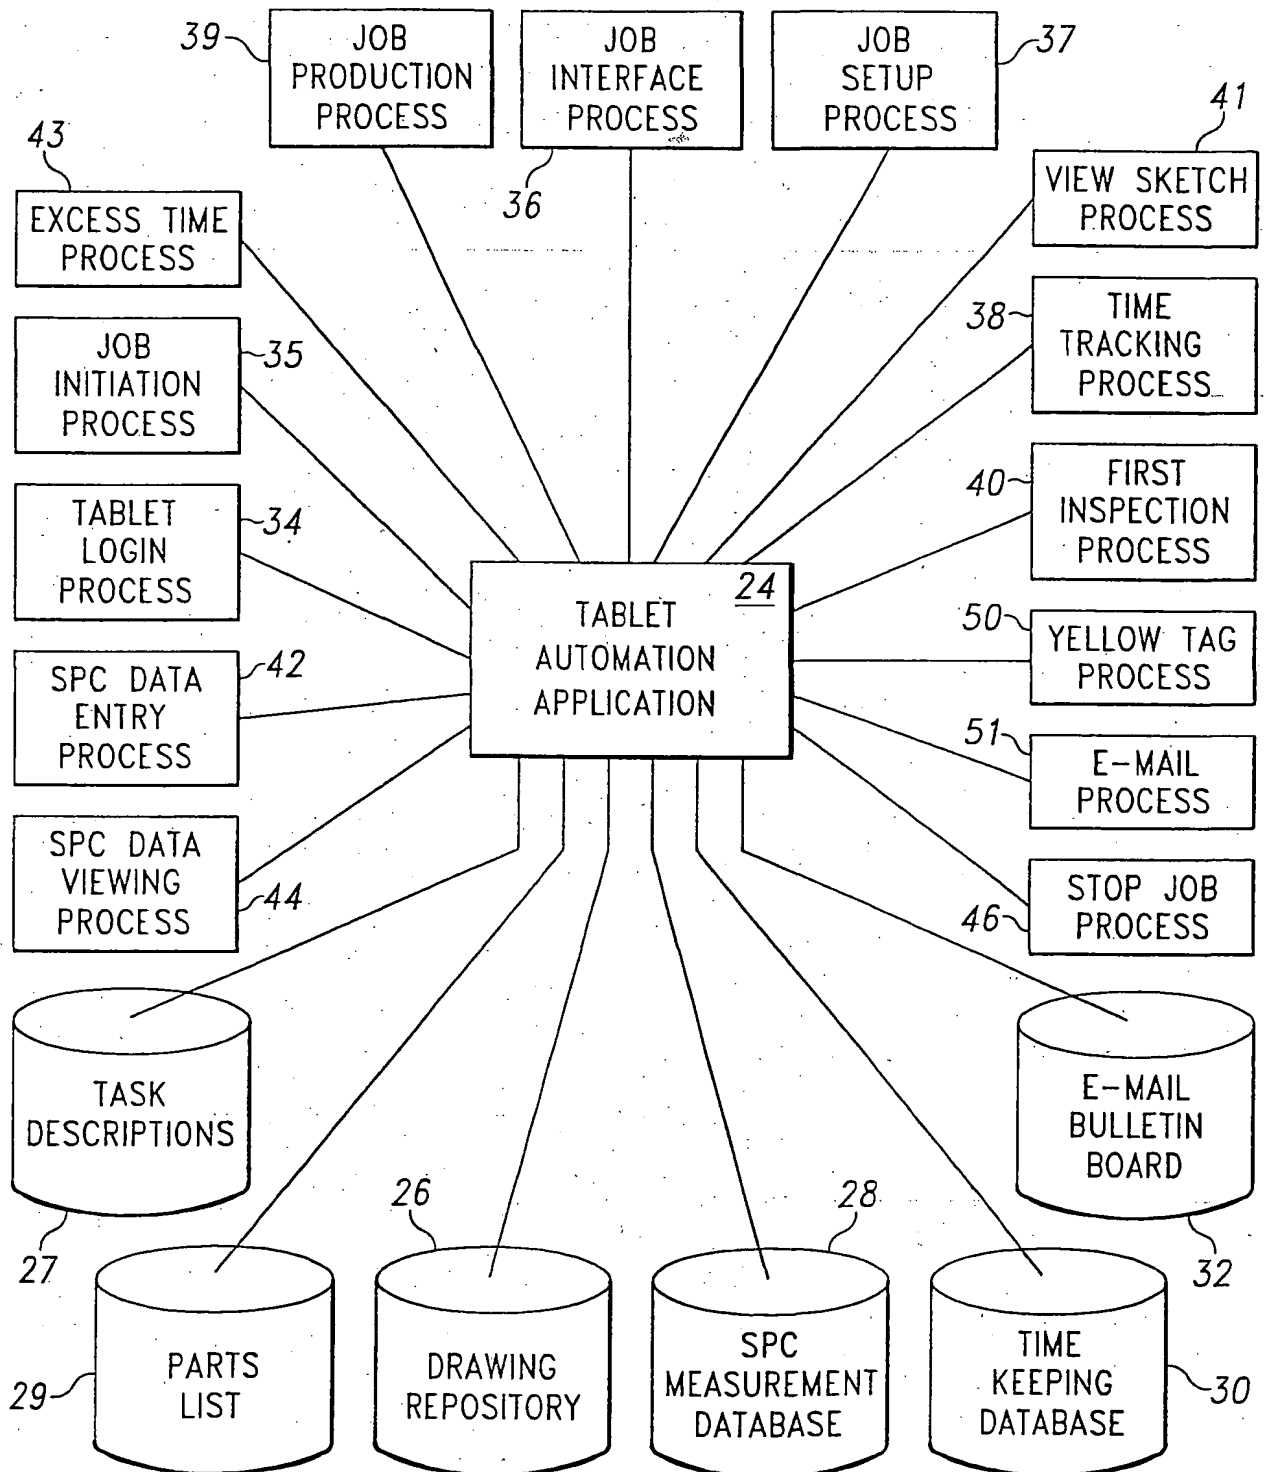 39
JOB
PRODUCTION
PROCESS
JOB
INTERFACE
PROCESS
36
JOB
SETUP
PROCESS
37
41
VIEW SKETCH
PROCESS
43
EXCESS TIME
PROCESS
38
TIME
TRACKING
PROCESS
JOB
INITIATION
PROCESS
35
40
FIRST
INSPECTION
PROCESS
TABLET
LOGIN
PROCESS
34
24
TABLET
AUTOMATION
APPLICATION
50
YELLOW TAG
PROCESS
SPC DATA
ENTRY
PROCESS
42
51
E-MAIL
PROCESS
SPC DATA
VIEWING
PROCESS
44
46
STOP JOB
PROCESS
TASK
DESCRIPTIONS
27
E-MAIL
BULLETIN
BOARD
32
29
PARTS
LIST
26
DRAWING
REPOSITORY
28
SPC
MEASUREMENT
DATABASE
TIME
KEEPING
DATABASE
30